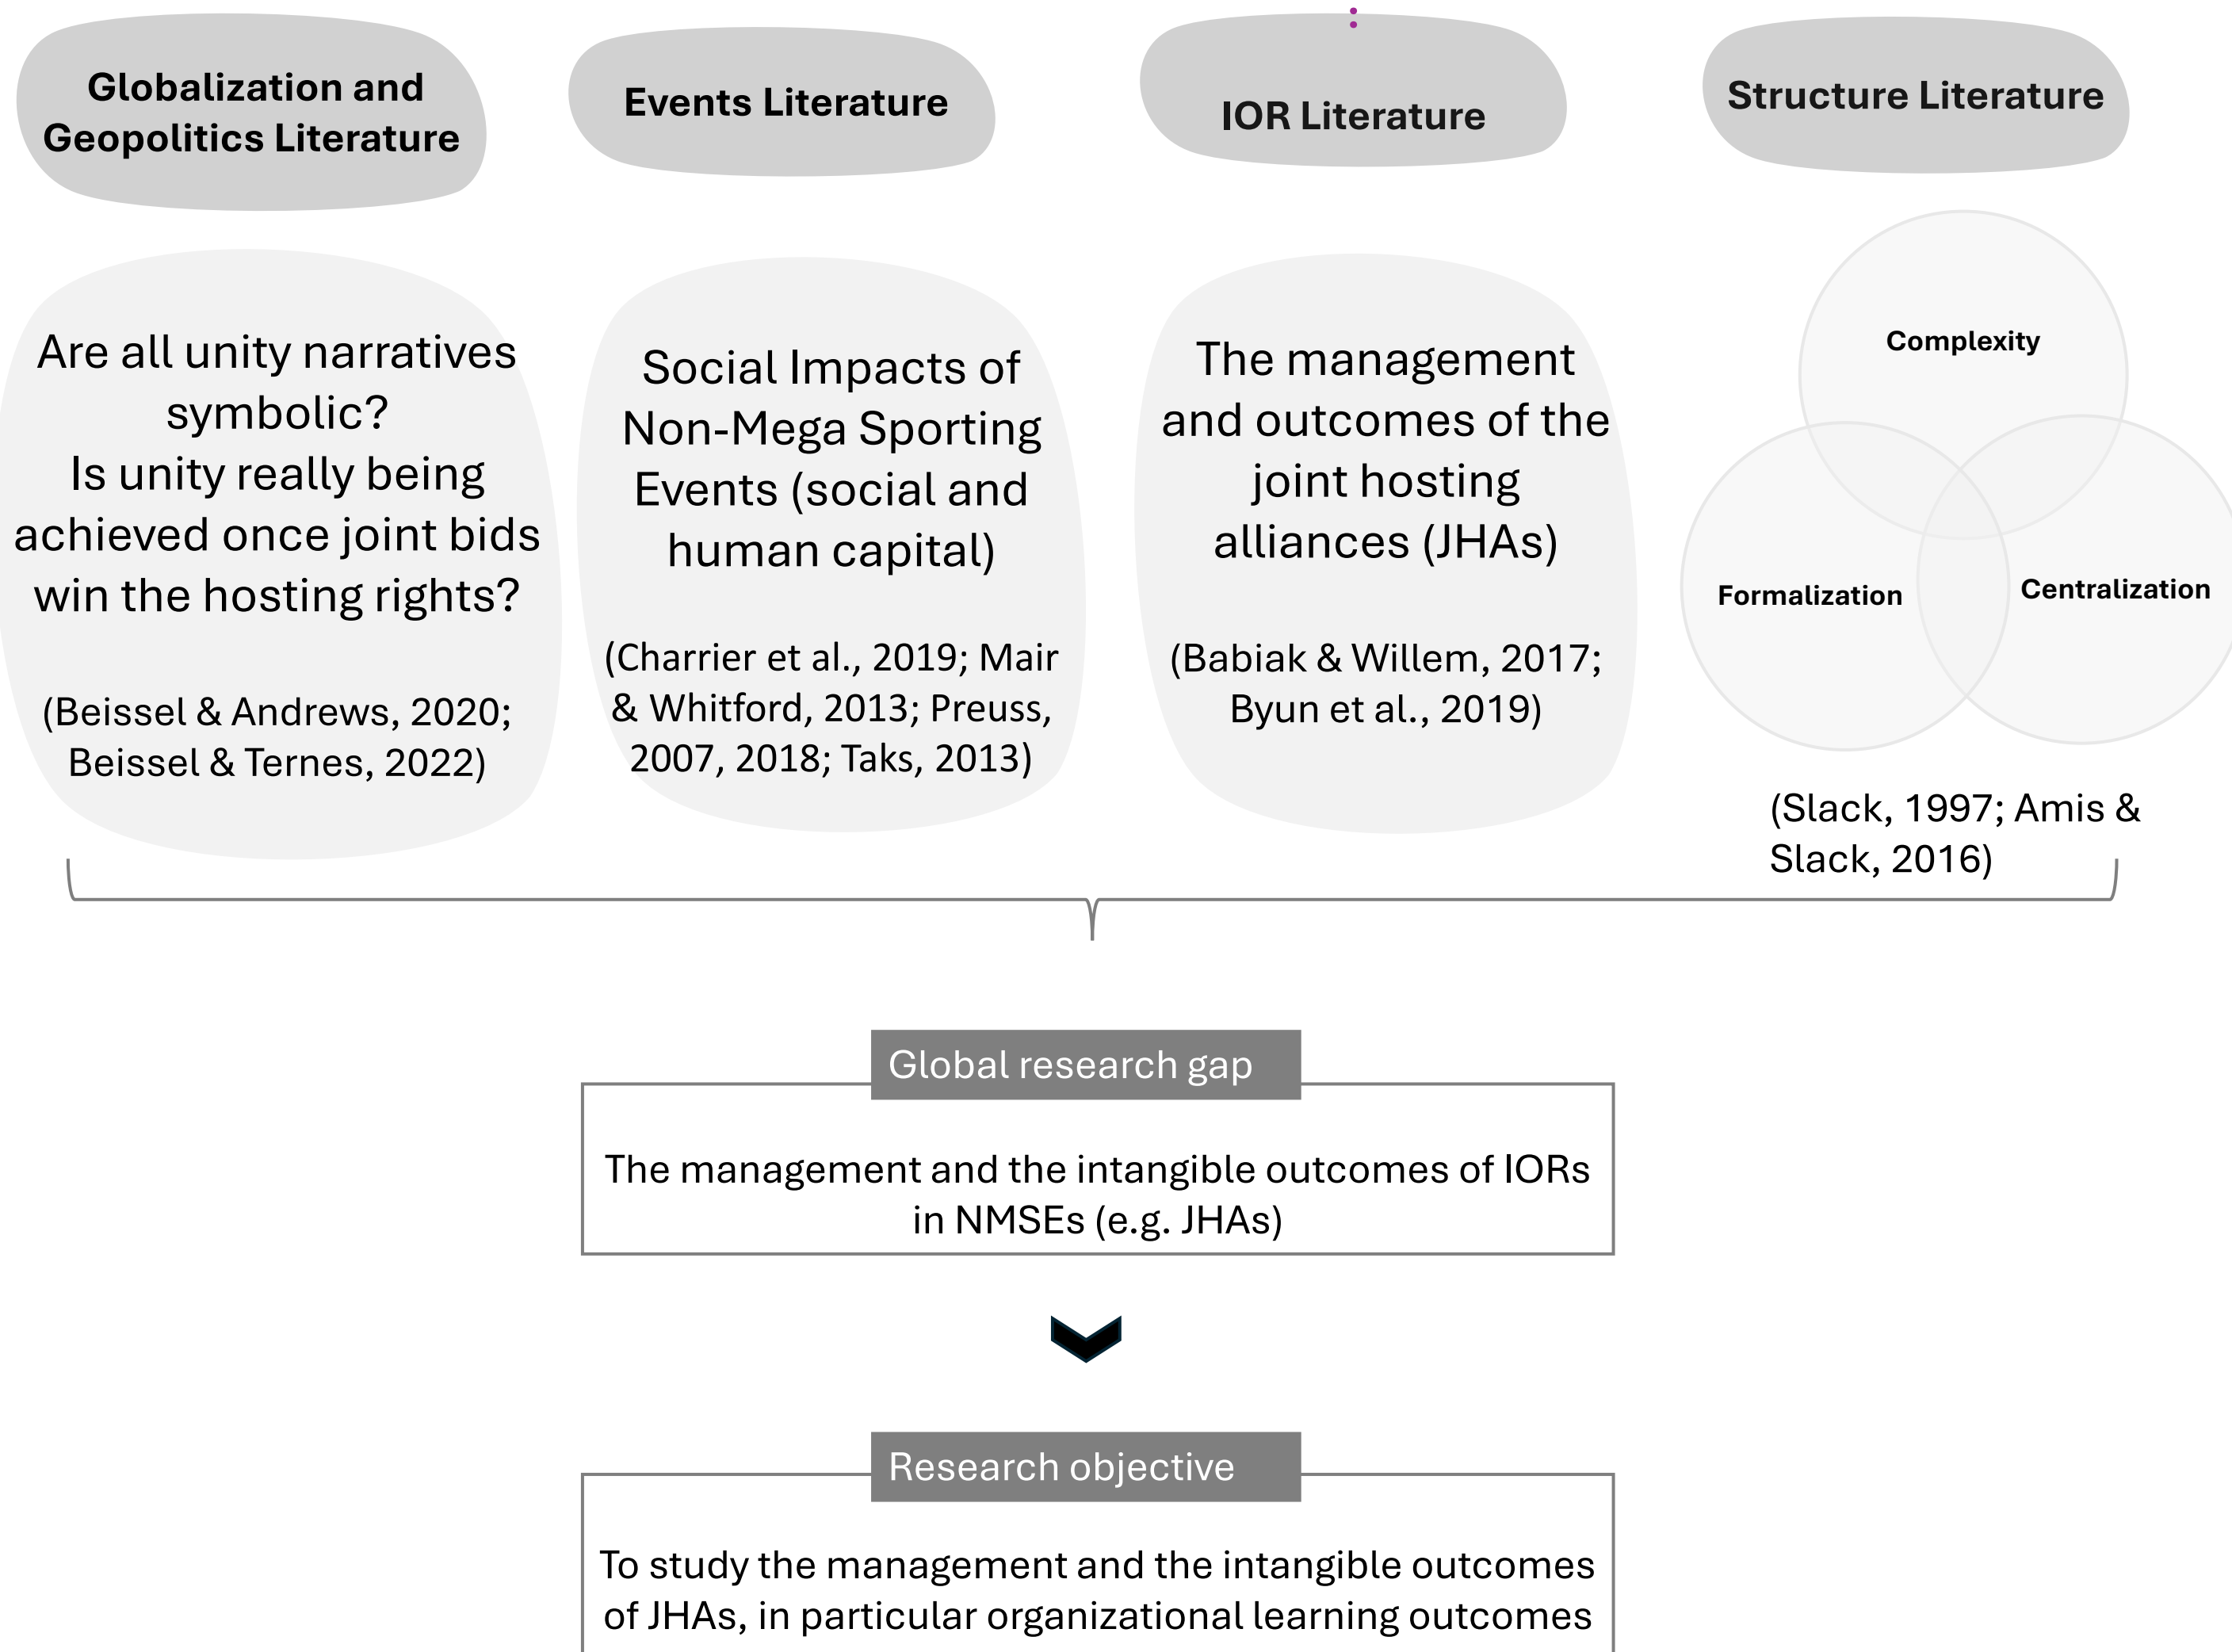 Globalization and
Geopolitics Literature
Events Literature
IOR Literature
Structure Literature
Are all unity narratives
symbolic?
Is unity really being
achieved once joint bids
win the hosting rights?
(Beissel & Andrews, 2020;
Beissel & Ternes, 2022)
Social Impacts of
Non-Mega Sporting
Events (social and
human capital)
(Charrier et al., 2019; Mair
& Whitford, 2013; Preuss,
2007, 2018; Taks, 2013)
The management
and outcomes of the
joint hosting
alliances (JHAs)
(Babiak & Willem, 2017;
Byun et al., 2019)
Complexity
Formalization
Centralization
(Slack, 1997; Amis &
Slack, 2016)
Global research gap
The management and the intangible outcomes of IORs
in NMSEs (e.g. JHAs)
Research objective
To study the management and the intangible outcomes
of JHAs, in particular organizational learning outcomes